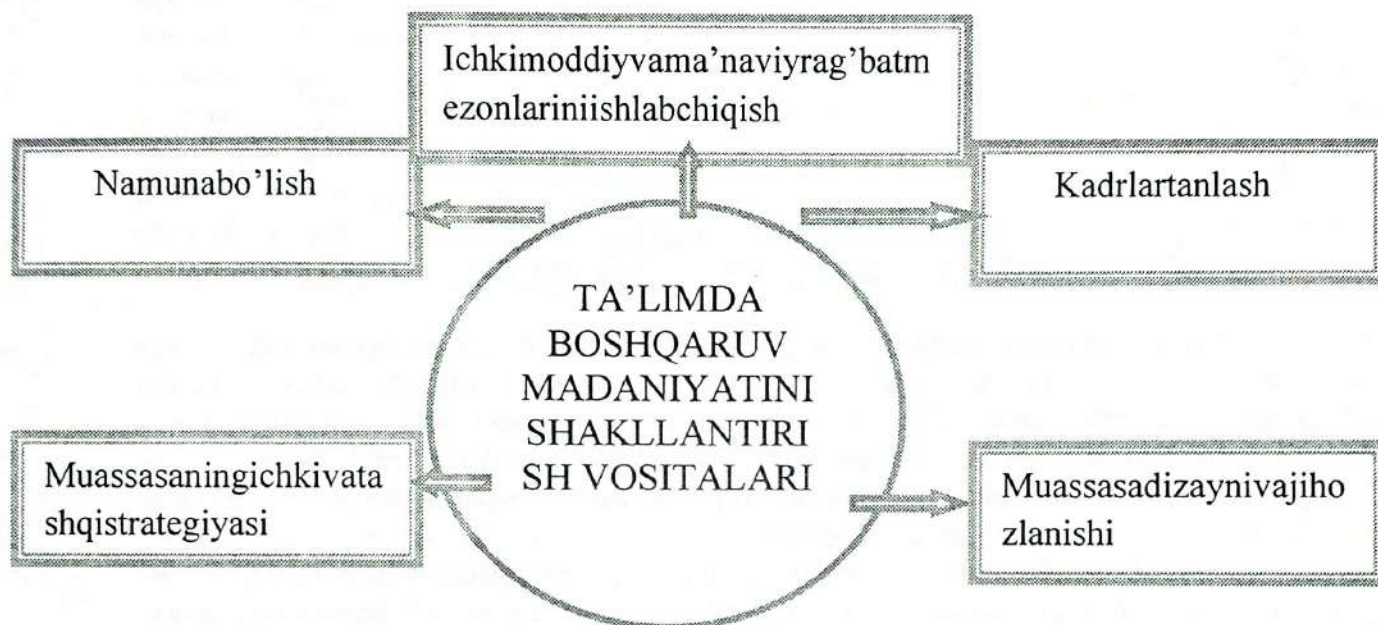 Ichkimoddiyvama’naviyrag’batm
ezonlariniishlabchiqish
Namunabo’lish
Kadrlartanlash
TA’LIMDA
BOSHQARUV
MADANIYATINI
SHAKLLANTIRI
SH VOSITALARI
Muassasaningichkivata
shqistrategiyasi
Muassasadizaynivajiho
zlanishi